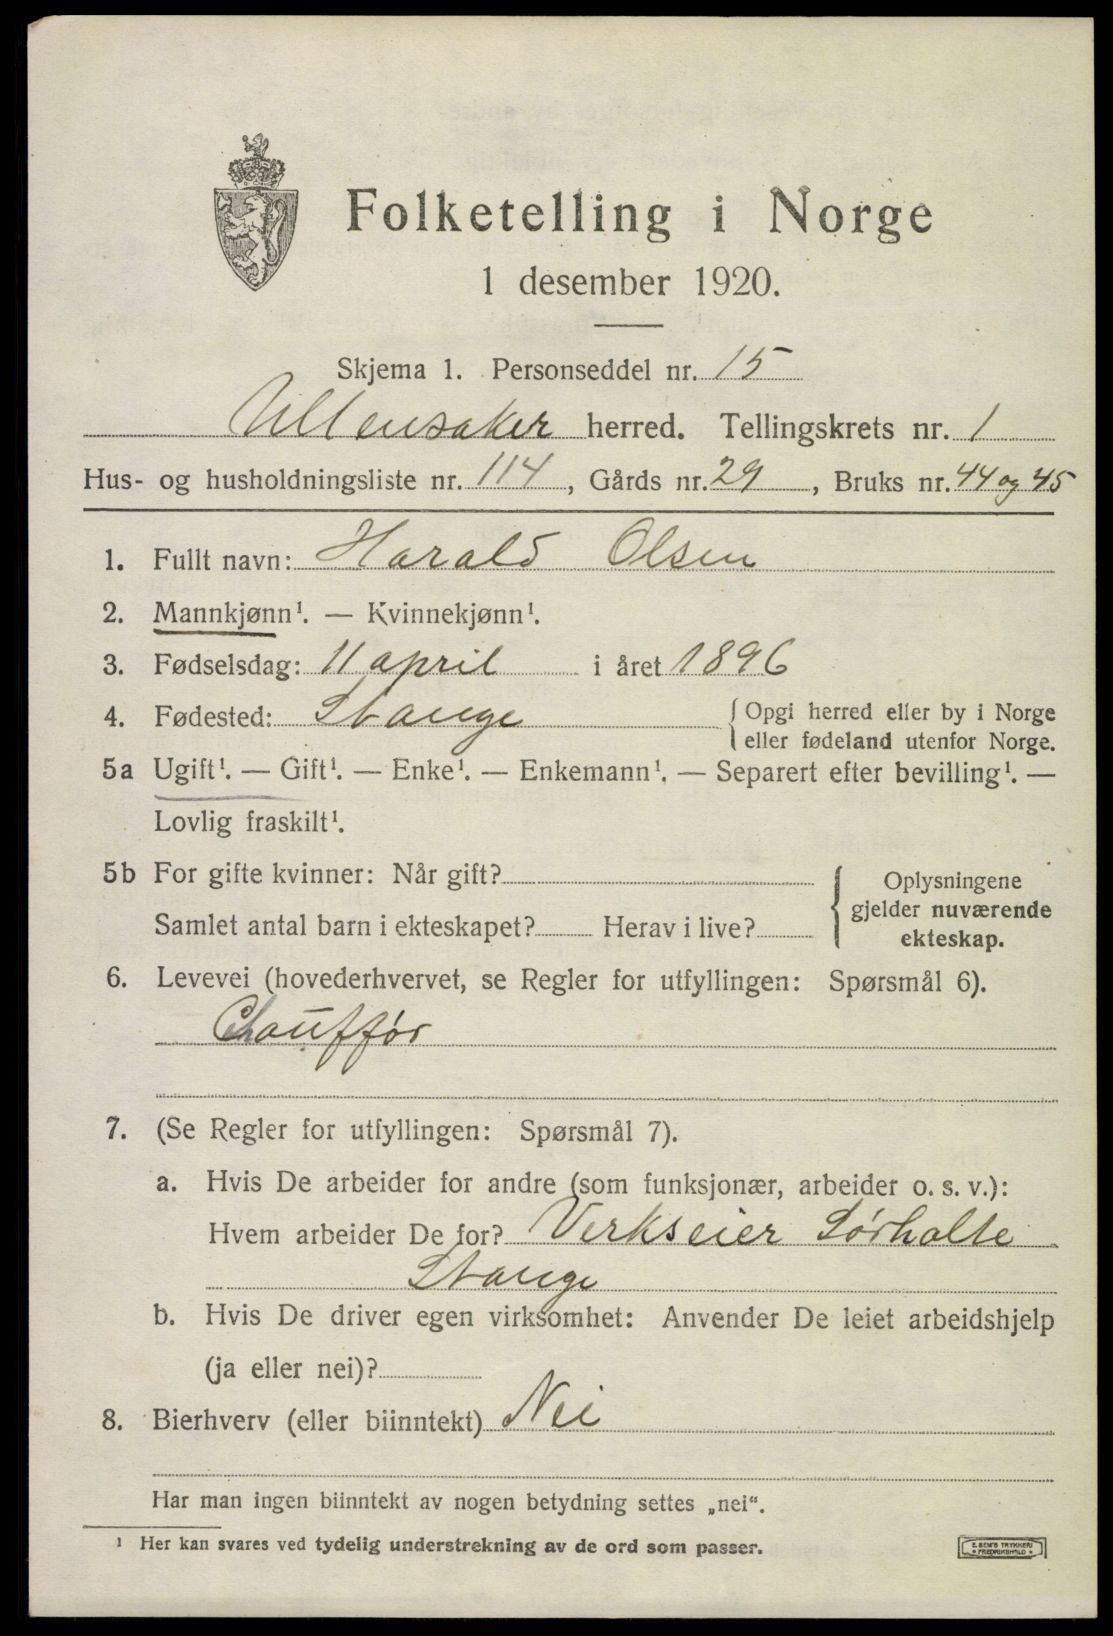 Folketelling i Norge
1 desember 1920.
Skjema 1. Personseddel nr. 15
Ullensaker herred. Tellingskrets nr. 1
Hus- og husholdningsliste nr. 114, Gårds nr. 29, Bruks nr. 44 og 45
1. Fullt navn: Harald Olsen
2. Mannkjønn¹. — Kvinnekjønn¹.
3. Fødselsdag: 11 april i året 1896
4. Fødested: Stange
{ Opgi herred eller by i Norge
eller fødeland utenfor Norge.
5a Ugift¹. — Gift¹. — Enke¹. — Enkemann¹. — Separert efter bevilling¹. —
Lovlig fraskilt¹.
5b For gifte kvinner: Når gift?
Samlet antal barn i ekteskapet? Herav i live?
{ Oplysningene
gjelder nuværende
ekteskap.
6. Levevei (hovederhvervet, se Regler for utfyllingen: Spørsmål 6).
Chauffør
7. (Se Regler for utfyllingen: Spørsmål 7).
a. Hvis De arbeider for andre (som funksjonær, arbeider o. s. v.):
Hvem arbeider De for? Verkseier Sörholte
Stange
b. Hvis De driver egen virksomhet: Anvender De leiet arbeidshjelp
(ja eller nei)?
8. Bierhverv (eller biinntekt) Nei
Har man ingen biinntekt av nogen betydning settes „nei“.
¹ Her kan svares ved tydelig understrekning av de ord som passer.
E. SEM'S TRYKKERI
FREDRIKSHALD